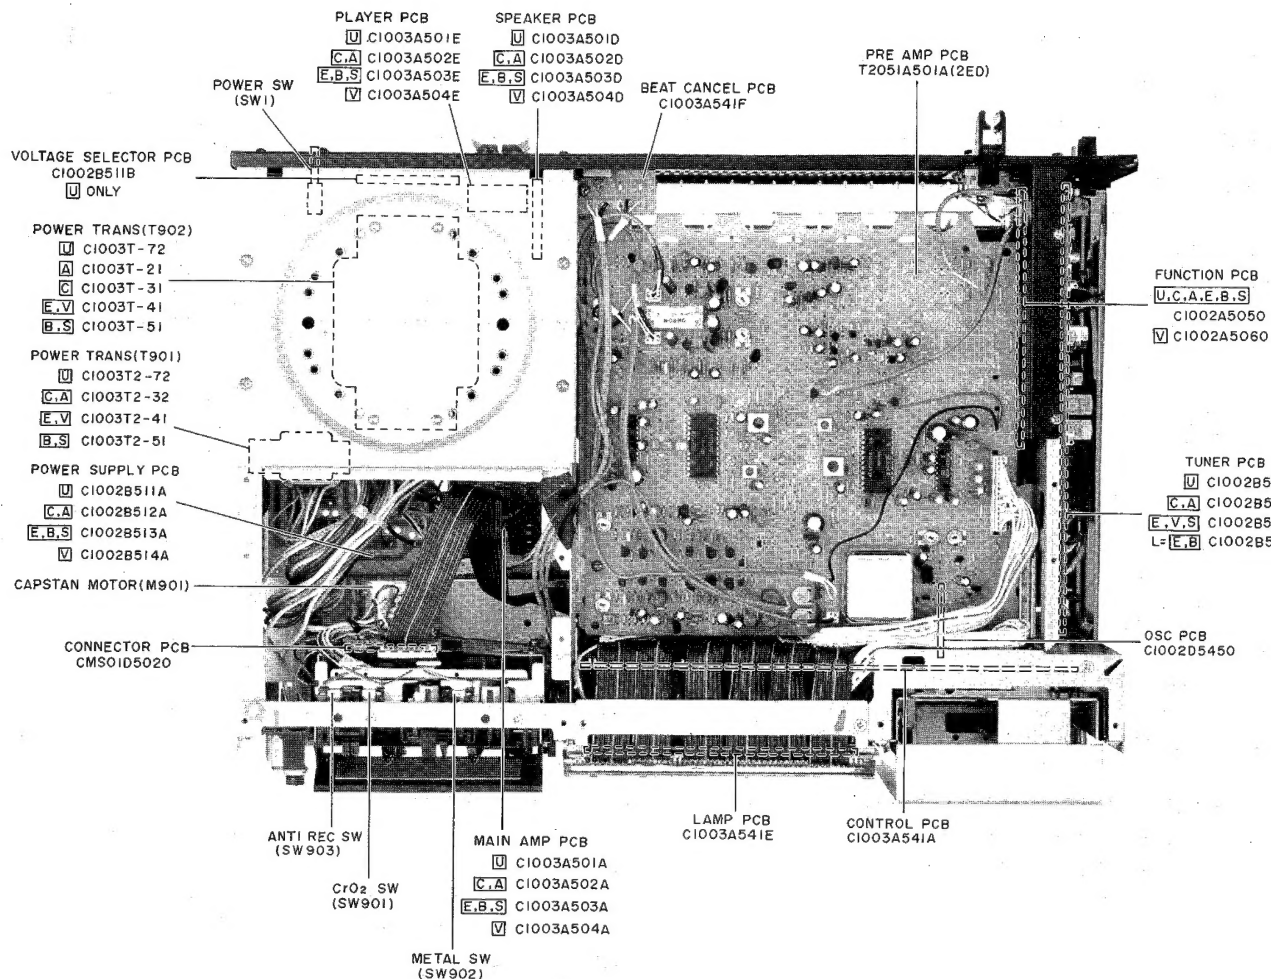 PLAYER PCB
U C1003A501E
C,A C1003A502E
E,B,S C1003A503E
V C1003A504E
SPEAKER PCB
U C1003A501D
C,A C1003A502D
E,B,S C1003A503D
V C1003A504D
PRE AMP PCB
T2051A501A(2ED)
BEAT CANCEL PCB
C1003A541F
POWER SW
(SW1)
VOLTAGE SELECTOR PCB
C1002B511B
U ONLY
POWER TRANS(T902)
U C1003T-72
A C1003T-21
C C1003T-31
E,V C1003T-41
B,S C1003T-51
POWER TRANS(T901)
U C1003T2-72
C,A C1003T2-32
E,V C1003T2-41
B,S C1003T2-51
POWER SUPPLY PCB
U C1002B511A
C,A C1002B512A
E,B,S C1002B513A
V C1002B514A
CAPSTAN MOTOR(M901)
CONNECTOR PCB
CMS01D5020
FUNCTION PCB
U,C,A,E,B,S
C1002A5050
V C1002A5060
TUNER PCB
U C1002B5
C,A C1002B5
E,V,S C1002B5
L=E,B C1002B5
OSC PCB
C1002D5450
ANTI REC SW
(SW903)
CrO2 SW
(SW901)
METAL SW
(SW902)
MAIN AMP PCB
U C1003A501A
C,A C1003A502A
E,B,S C1003A503A
V C1003A504A
LAMP PCB
C1003A541E
CONTROL PCB
C1003A541A